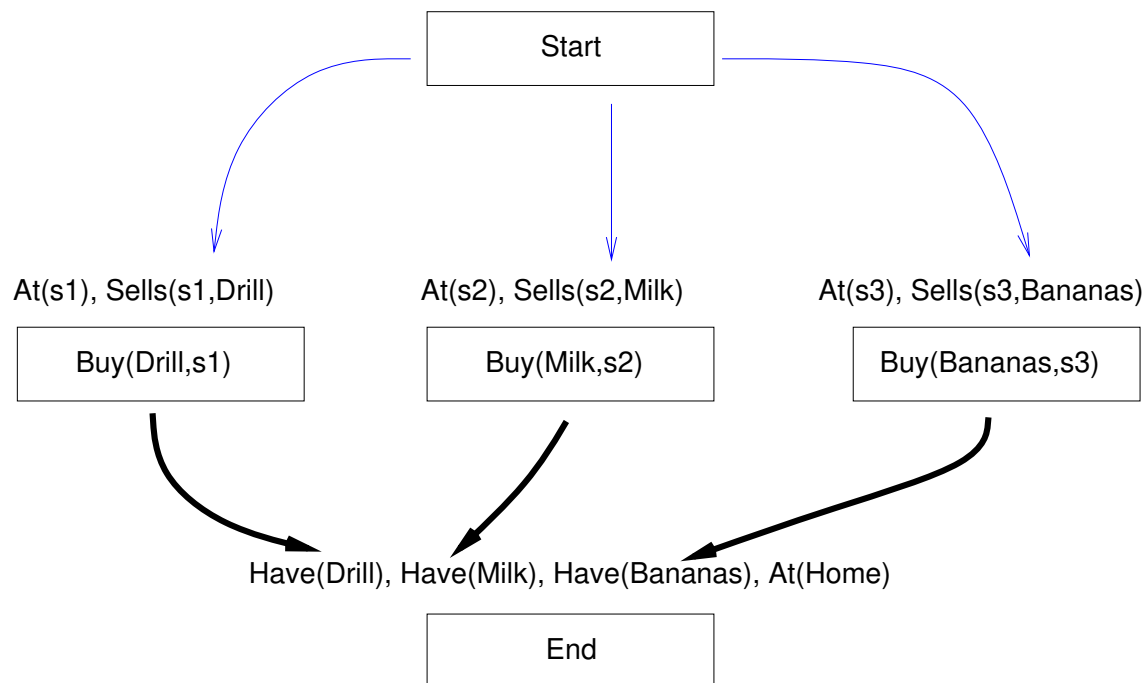 Start
At(s1), Sells(s1,Drill)
At(s2), Sells(s2,Milk)
At(s3), Sells(s3,Bananas)
Buy(Drill,s1)
Buy(Milk,s2)
Buy(Bananas,s3)
Have(Drill), Have(Milk), Have(Bananas), At(Home)
End